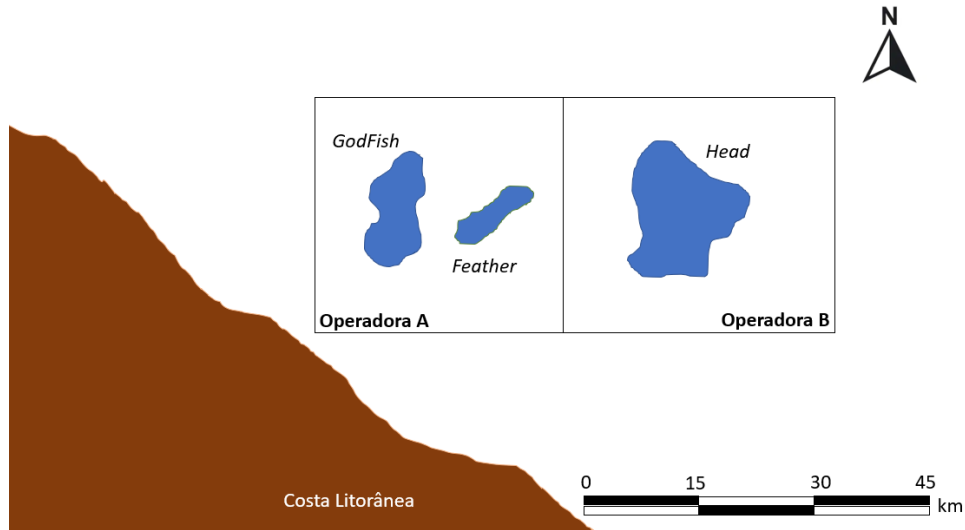 N
GodFish
Head
Feather
Operadora A
Operadora B
Costa Litorânea
0 15 30 45
km